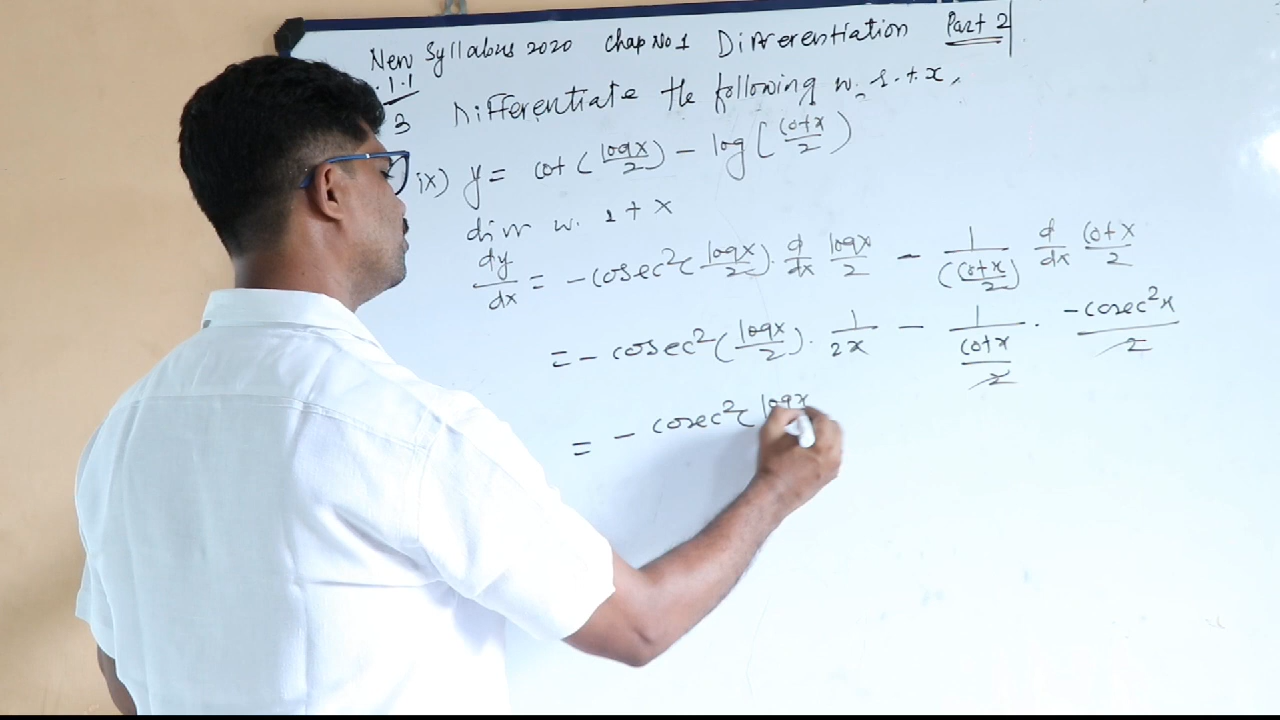 New Syllabus 2020 Chap No 1 Differentiation Part 2
.1.1 Differentiate the following w. r. t x.
3
ix) y = cot (logx/2) - log [cotx/2)
diff w. r t x
dy/dx = -cosec²(logx/2). d/dx logx/2 - 1/(cotx/2) d/dx cotx/2
= - cosec²(logx/2). 1/2x - 1/(cotx/2) . -cosec²x/2
= - cosec²(logx